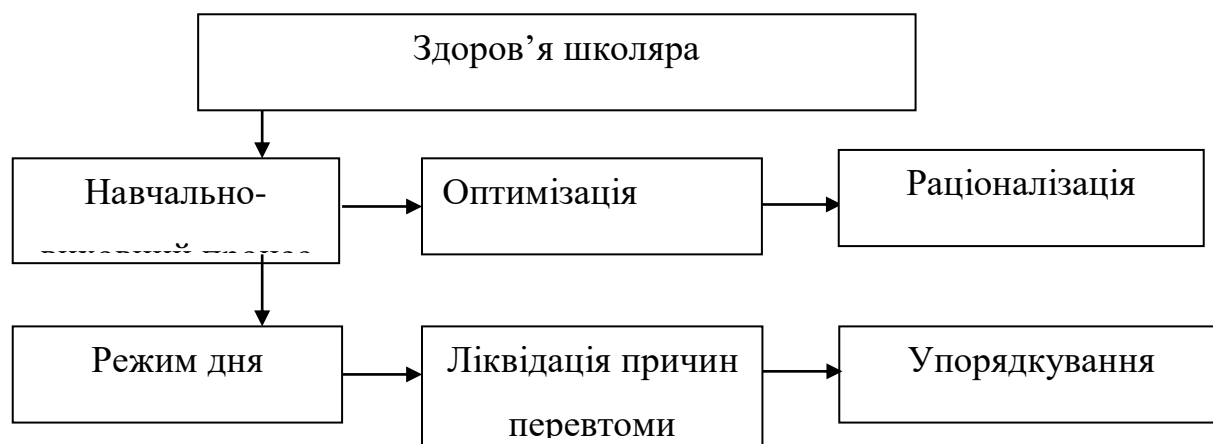 Здоров’я школяра
Навчально-
Оптимізація
Раціоналізація
Режим дня
Ліквідація причин
перевтоми
Упорядкування